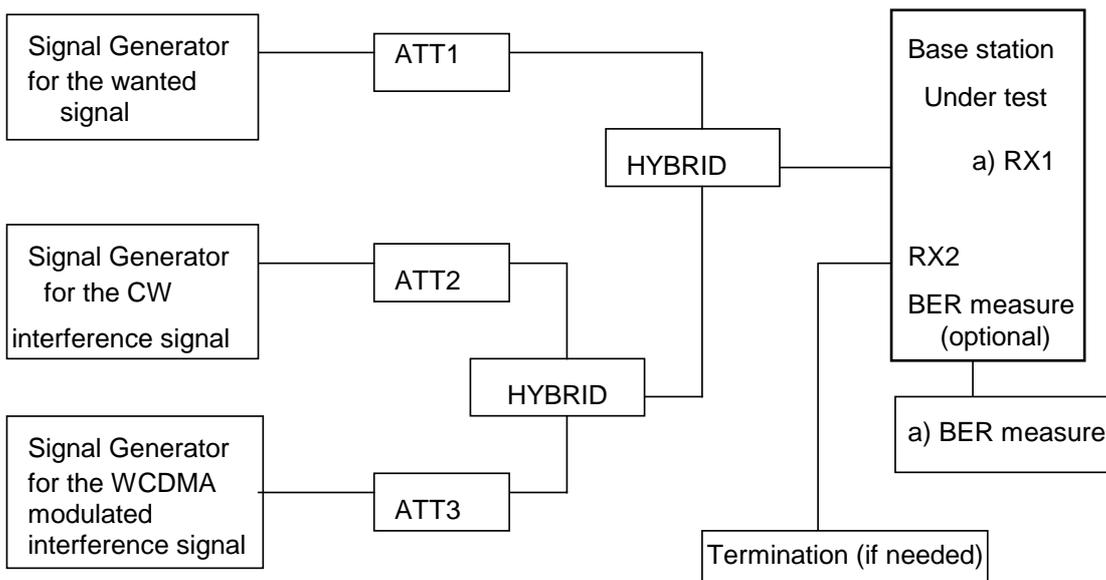 Signal Generator
for the wanted
signal
ATT1
HYBRID
Base station
Under test
a) RX1
RX2
BER measure
(optional)
Signal Generator
for the CW
interference signal
ATT2
HYBRID
a) BER measure
Signal Generator
for the WCDMA
modulated
interference signal
ATT3
Termination (if needed)